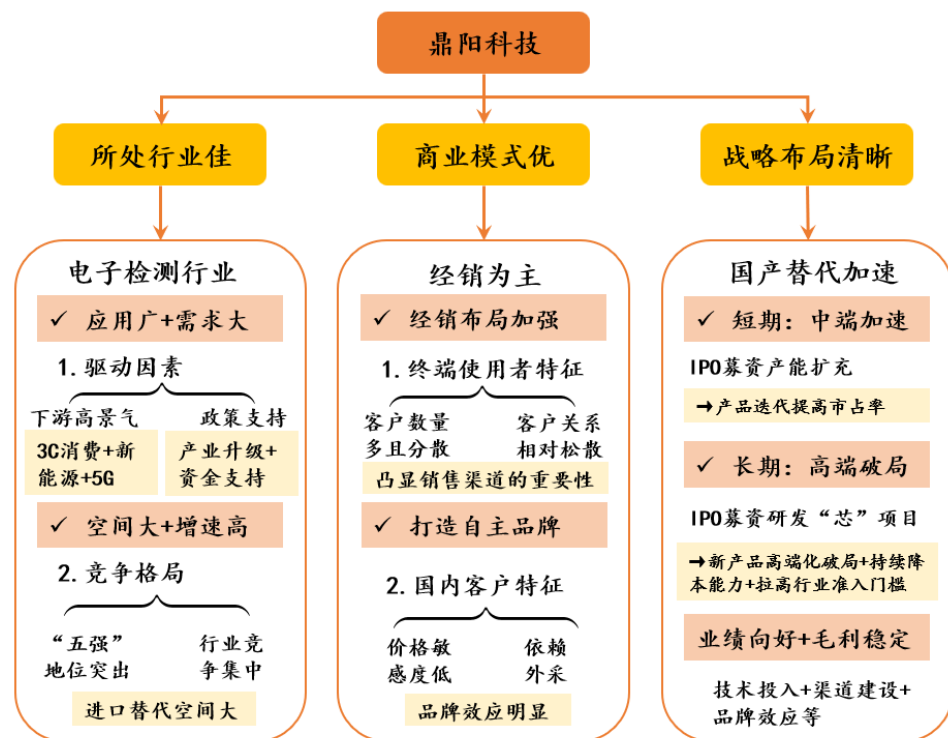 鼎阳科技
所处行业佳
商业模式优
战略布局清晰
电子检测行业
✓ 应用广+需求大
1. 驱动因素
下游高景气
政策支持
3C消费+新
能源+5G
产业升级+
资金支持
✓ 空间大+增速高
2. 竞争格局
“五强”
地位突出
行业竞
争集中
进口替代空间大
经销为主
✓ 经销布局加强
1. 终端使用者特征
客户数量
多且分散
客户关系
相对松散
凸显销售渠道的重要性
✓ 打造自主品牌
2. 国内客户特征
价格敏
感度低
依赖
外采
品牌效应明显
国产替代加速
✓ 短期：中端加速
IPO募资产能扩充
→产品迭代提高市占率
✓ 长期：高端破局
IPO募资研发“芯”项目
→新产品高端化破局+持续降
本能力+拉高行业准入门槛
业绩向好+毛利稳定
技术投入+渠道建设+
品牌效应等